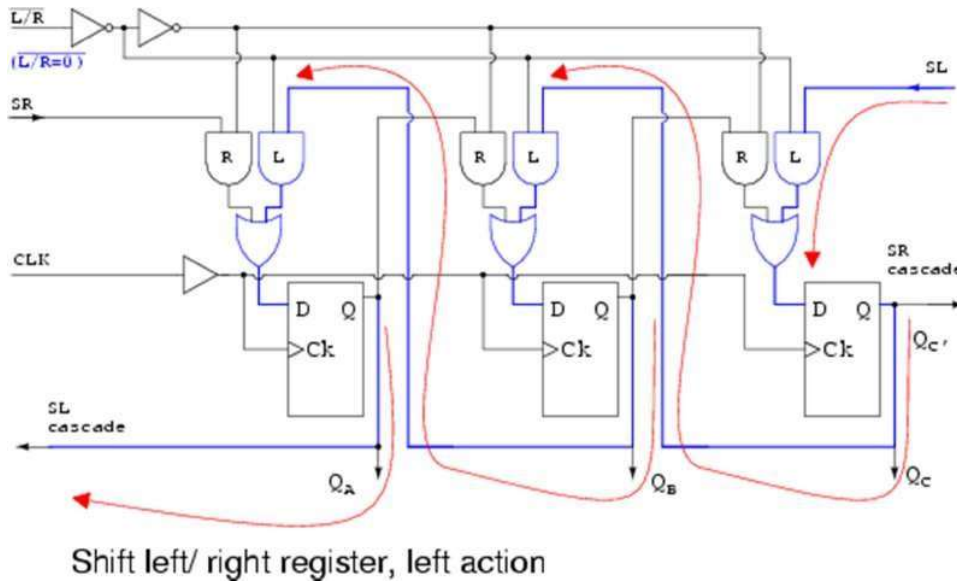 L/R
(L/R=0)
SL
SR
R L R L R L
CLK
SR
cascade
D Q D Q D Q
Ck Ck Ck
QC'
SL
cascade
QA QB QC
Shift left/ right register, left action